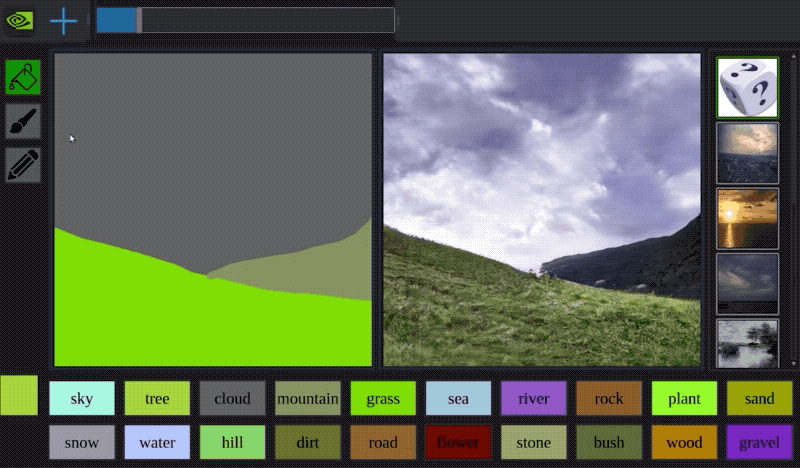 sky tree cloud mountain grass sea river rock plant sand
snow water hill dirt road flower stone bush wood gravel